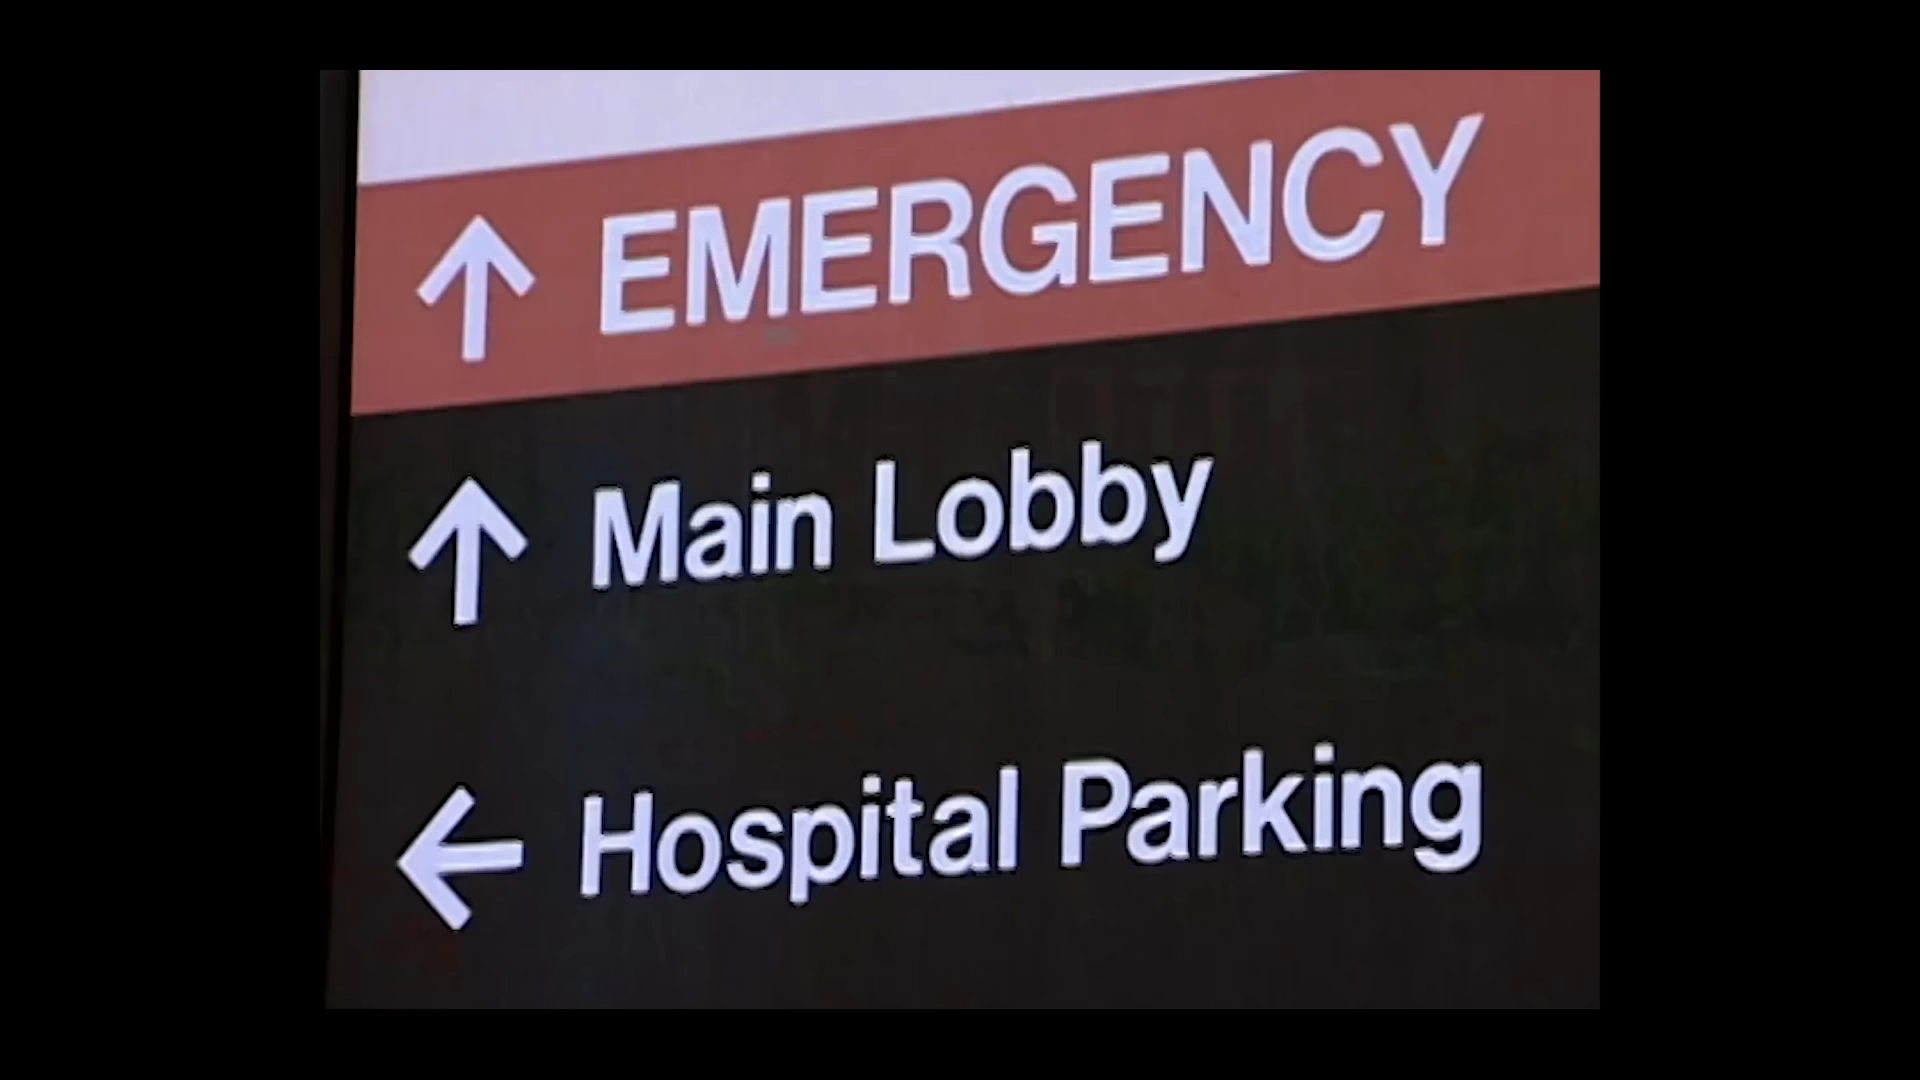 ↑ EMERGENCY
↑ Main Lobby
← Hospital Parking